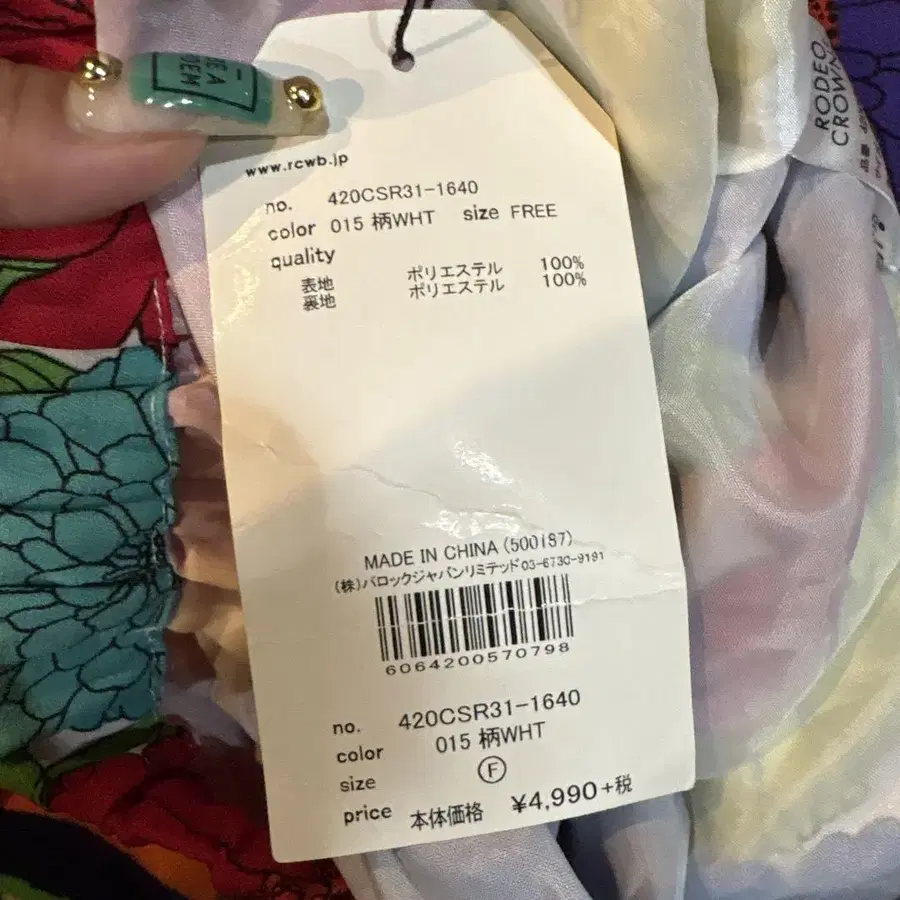 www.rcwb.jp
no. 420CSR31-1640
color 015 柄WHT size FREE
quality
表地 ポリエステル 100%
裏地 ポリエステル 100%
MADE IN CHINA (500187)
(株)バロックジャパンリミテッド03-6730-9191
6064200570798
no. 420CSR31-1640
color 015 柄WHT
size F
price 本体価格 ¥4,990+税
RODEO
CROWN